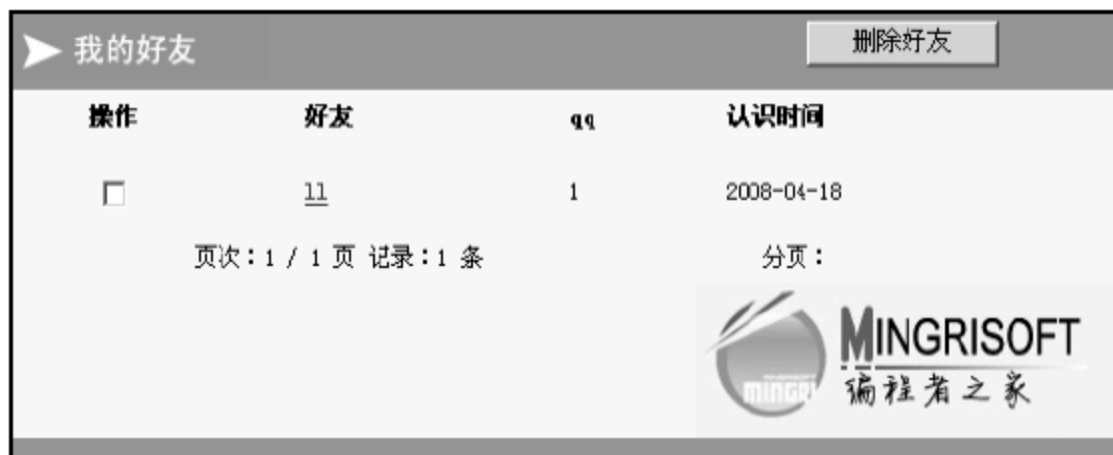 我的好友 删除好友
操作 好友 qq 认识时间
ll 1 2008-04-18
页次：1 / 1 页 记录：1 条 分页：
MINGRISOFT
编程者之家